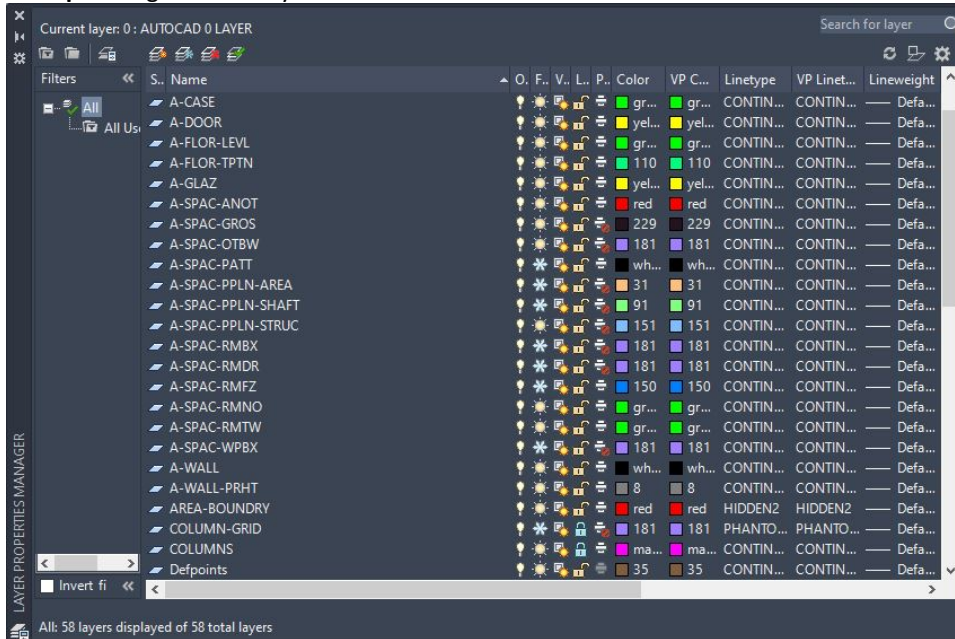 Current layer: 0 : AUTOCAD 0 LAYER
Search for layer
Filters
All
All Us
S.. Name O. F.. V.. L.. P.. Color VP C... Linetype VP Linet... Lineweight
A-CASE gr... gr... CONTIN... CONTIN... Defa...
A-DOOR yel... yel... CONTIN... CONTIN... Defa...
A-FLOR-LEVL gr... gr... CONTIN... CONTIN... Defa...
A-FLOR-TPTN 110 110 CONTIN... CONTIN... Defa...
A-GLAZ yel... yel... CONTIN... CONTIN... Defa...
A-SPAC-ANOT red red CONTIN... CONTIN... Defa...
A-SPAC-GROS 229 229 CONTIN... CONTIN... Defa...
A-SPAC-OTBW 181 181 CONTIN... CONTIN... Defa...
A-SPAC-PATT wh... wh... CONTIN... CONTIN... Defa...
A-SPAC-PPLN-AREA 31 31 CONTIN... CONTIN... Defa...
A-SPAC-PPLN-SHAFT 91 91 CONTIN... CONTIN... Defa...
A-SPAC-PPLN-STRUC 151 151 CONTIN... CONTIN... Defa...
A-SPAC-RMBX 181 181 CONTIN... CONTIN... Defa...
A-SPAC-RMDR 181 181 CONTIN... CONTIN... Defa...
A-SPAC-RMFZ 150 150 CONTIN... CONTIN... Defa...
A-SPAC-RMNO gr... gr... CONTIN... CONTIN... Defa...
A-SPAC-RMTW gr... gr... CONTIN... CONTIN... Defa...
A-SPAC-WPBX 181 181 CONTIN... CONTIN... Defa...
A-WALL wh... wh... CONTIN... CONTIN... Defa...
A-WALL-PRHT 8 8 CONTIN... CONTIN... Defa...
AREA-BOUNDRY red red HIDDEN2 HIDDEN2 Defa...
COLUMN-GRID 181 181 PHANTO... PHANTO... Defa...
COLUMNS ma... ma... CONTIN... CONTIN... Defa...
Defpoints 35 35 CONTIN... CONTIN... Defa...
Invert fi
All: 58 layers displayed of 58 total layers
LAYER PROPERTIES MANAGER